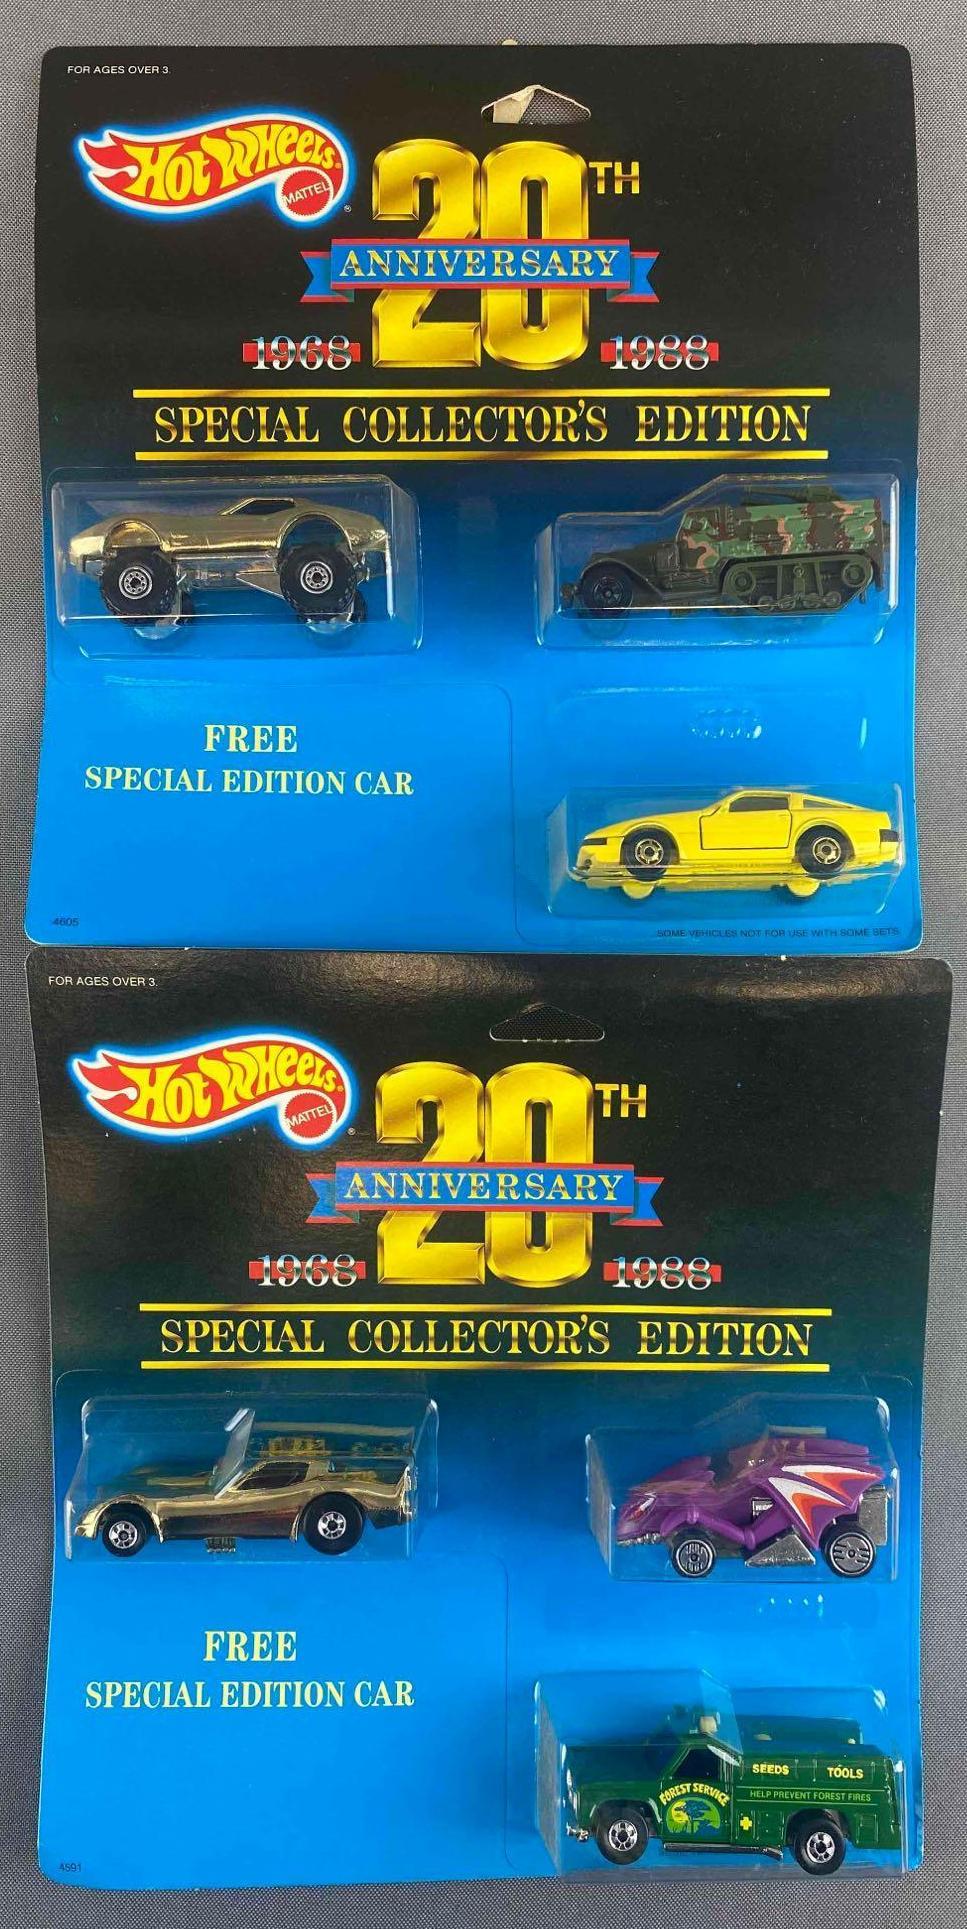 FOR AGES OVER 3.
HOT WHEELS®
MATTEL
20TH
ANNIVERSARY
1968 1988
SPECIAL COLLECTOR'S EDITION
FREE
SPECIAL EDITION CAR
4605
SOME VEHICLES NOT FOR USE WITH SOME SETS.
FOR AGES OVER 3.
HOT WHEELS®
MATTEL
20TH
ANNIVERSARY
1968 1988
SPECIAL COLLECTOR'S EDITION
FREE
SPECIAL EDITION CAR
SEEDS TOOLS
FOREST SERVICE
HELP PREVENT FOREST FIRES
4591